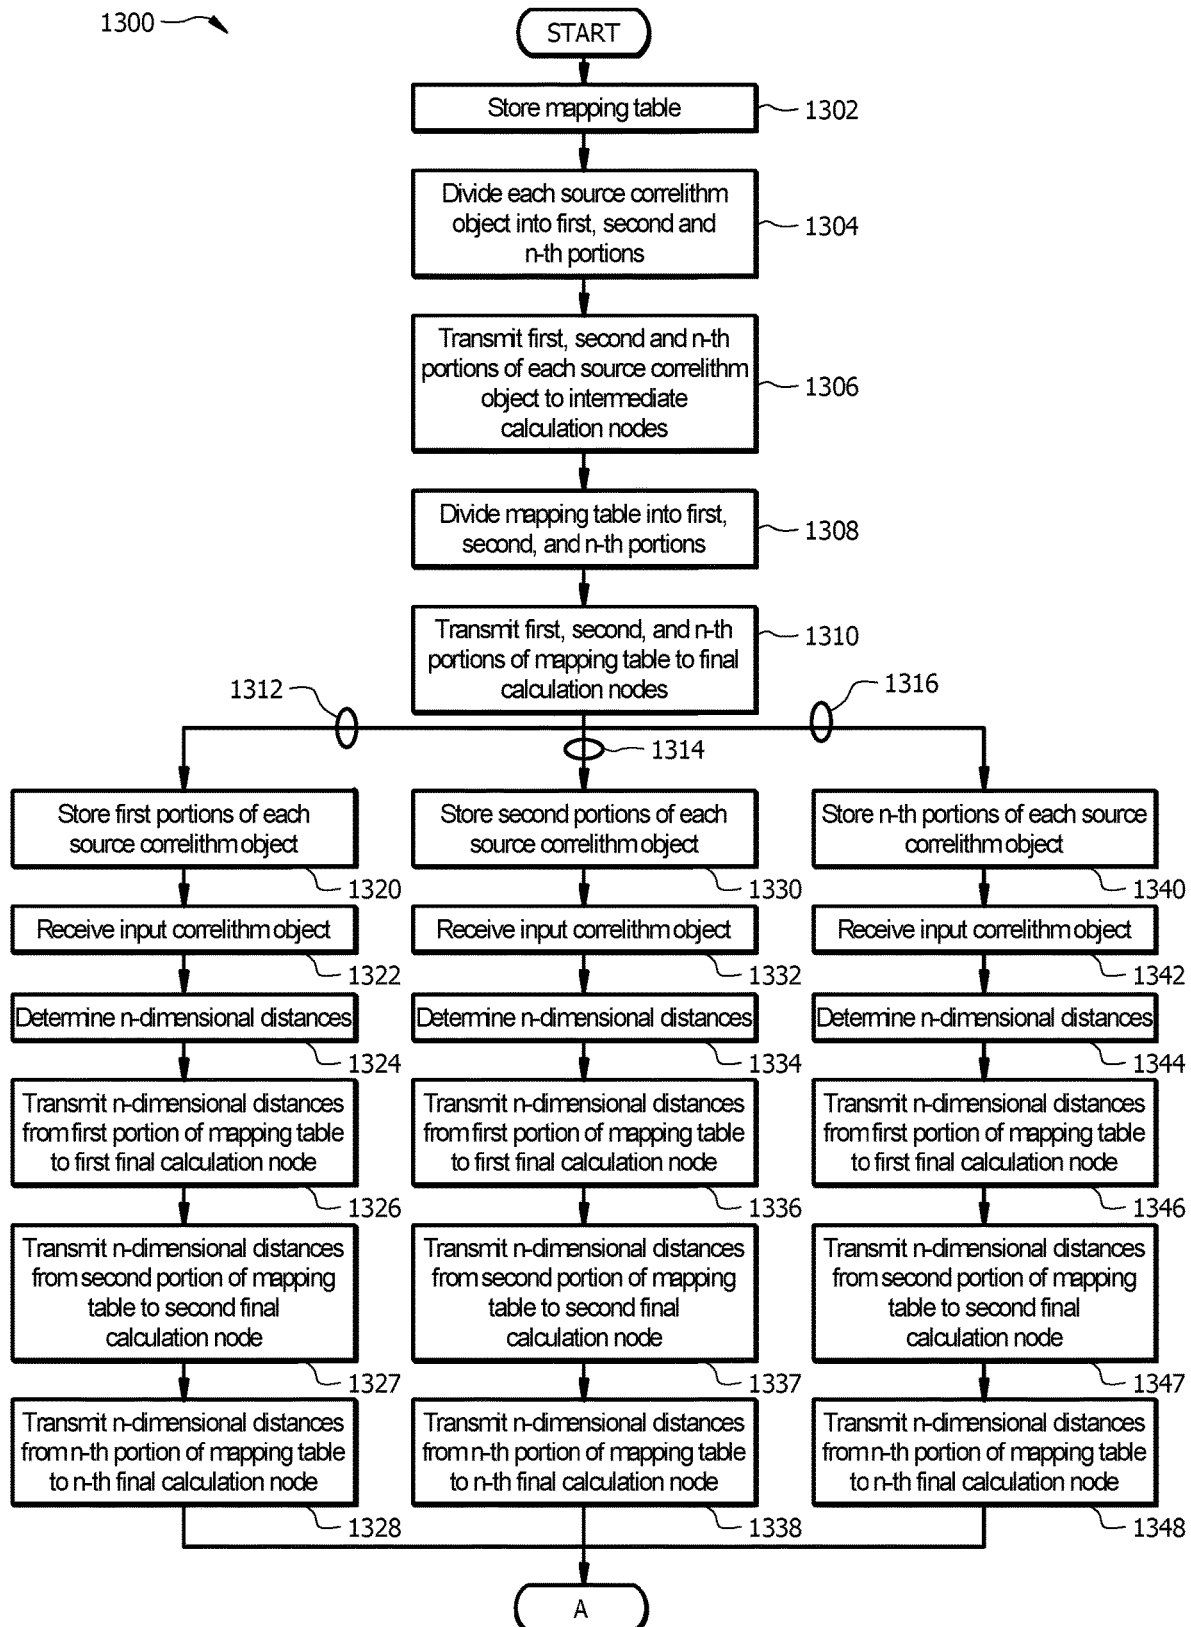 1300
START
Store mapping table
1302
Divide each source correlithm
object into first, second and
n-th portions
1304
Transmit first, second and n-th
portions of each source correlithm
object to intermediate
calculation nodes
1306
Divide mapping table into first,
second, and n-th portions
1308
Transmit first, second, and n-th
portions of mapping table to final
calculation nodes
1310
1312
1314
1316
Store first portions of each
source correlithm object
1320
Receive input correlithm object
1322
Determine n-dimensional distances
1324
Transmit n-dimensional distances
from first portion of mapping table
to first final calculation node
1326
Transmit n-dimensional distances
from second portion of mapping
table to second final
calculation node
1327
Transmit n-dimensional distances
from n-th portion of mapping table
to n-th final calculation node
1328
Store second portions of each
source correlithm object
1330
Receive input correlithm object
1332
Determine n-dimensional distances
1334
Transmit n-dimensional distances
from first portion of mapping table
to first final calculation node
1336
Transmit n-dimensional distances
from second portion of mapping
table to second final
calculation node
1337
Transmit n-dimensional distances
from n-th portion of mapping table
to n-th final calculation node
1338
Store n-th portions of each source
correlithm object
1340
Receive input correlithm object
1342
Determine n-dimensional distances
1344
Transmit n-dimensional distances
from first portion of mapping table
to first final calculation node
1346
Transmit n-dimensional distances
from second portion of mapping
table to second final
calculation node
1347
Transmit n-dimensional distances
from n-th portion of mapping table
to n-th final calculation node
1348
A